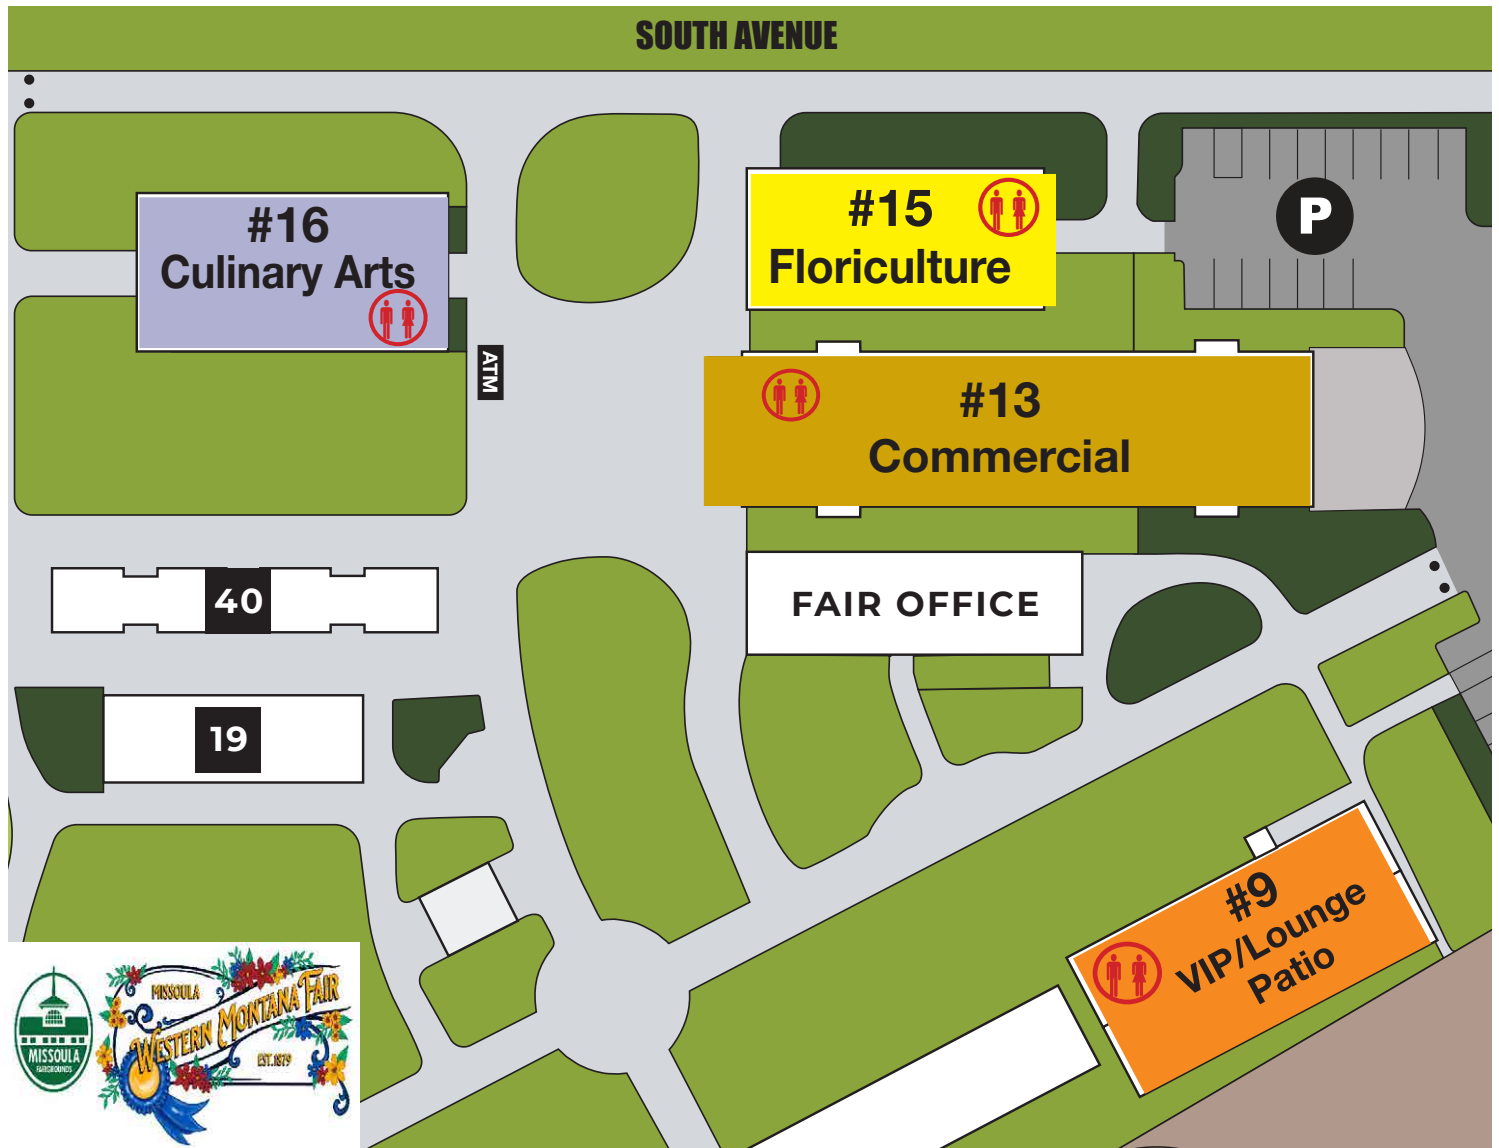 SOUTH AVENUE
#16
Culinary Arts
#15
Floriculture
P
ATM
#13
Commercial
40
FAIR OFFICE
19
#9
VIP/Lounge
Patio
MISSOULA
FAIRGROUNDS
MISSOULA
WESTERN MONTANA FAIR
EST.1879